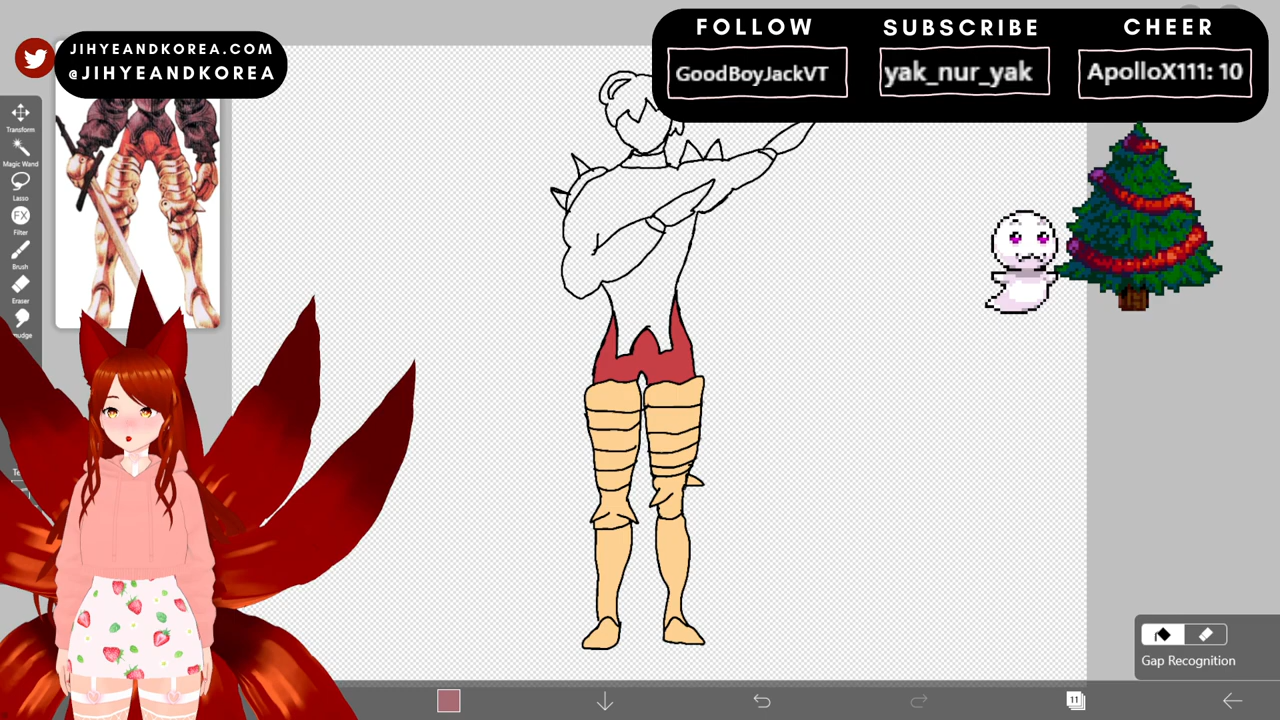 JIHYEANDKOREA.COM
@JIHYEANDKOREA
FOLLOW
GoodBoyJackVT
SUBSCRIBE
yak_nur_yak
CHEER
ApolloX111: 10
Transform
Magic Wand
Lasso
FX
Filter
Brush
Eraser
Gap Recognition
11